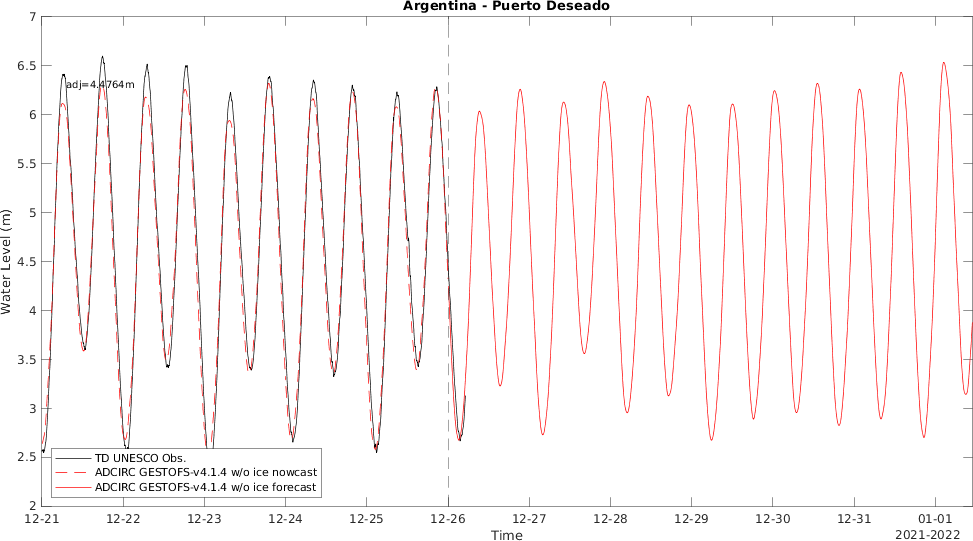 Argentina - Puerto Deseado
7
6.5
6
5.5
5
4.5
4
3.5
3
2.5
2
Water Level (m)
adj=4.4764m
TD UNESCO Obs.
ADCIRC GESTOFS-v4.1.4 w/o ice nowcast
ADCIRC GESTOFS-v4.1.4 w/o ice forecast
12-21 12-22 12-23 12-24 12-25 12-26 12-27 12-28 12-29 12-30 12-31 01-01
Time
2021-2022